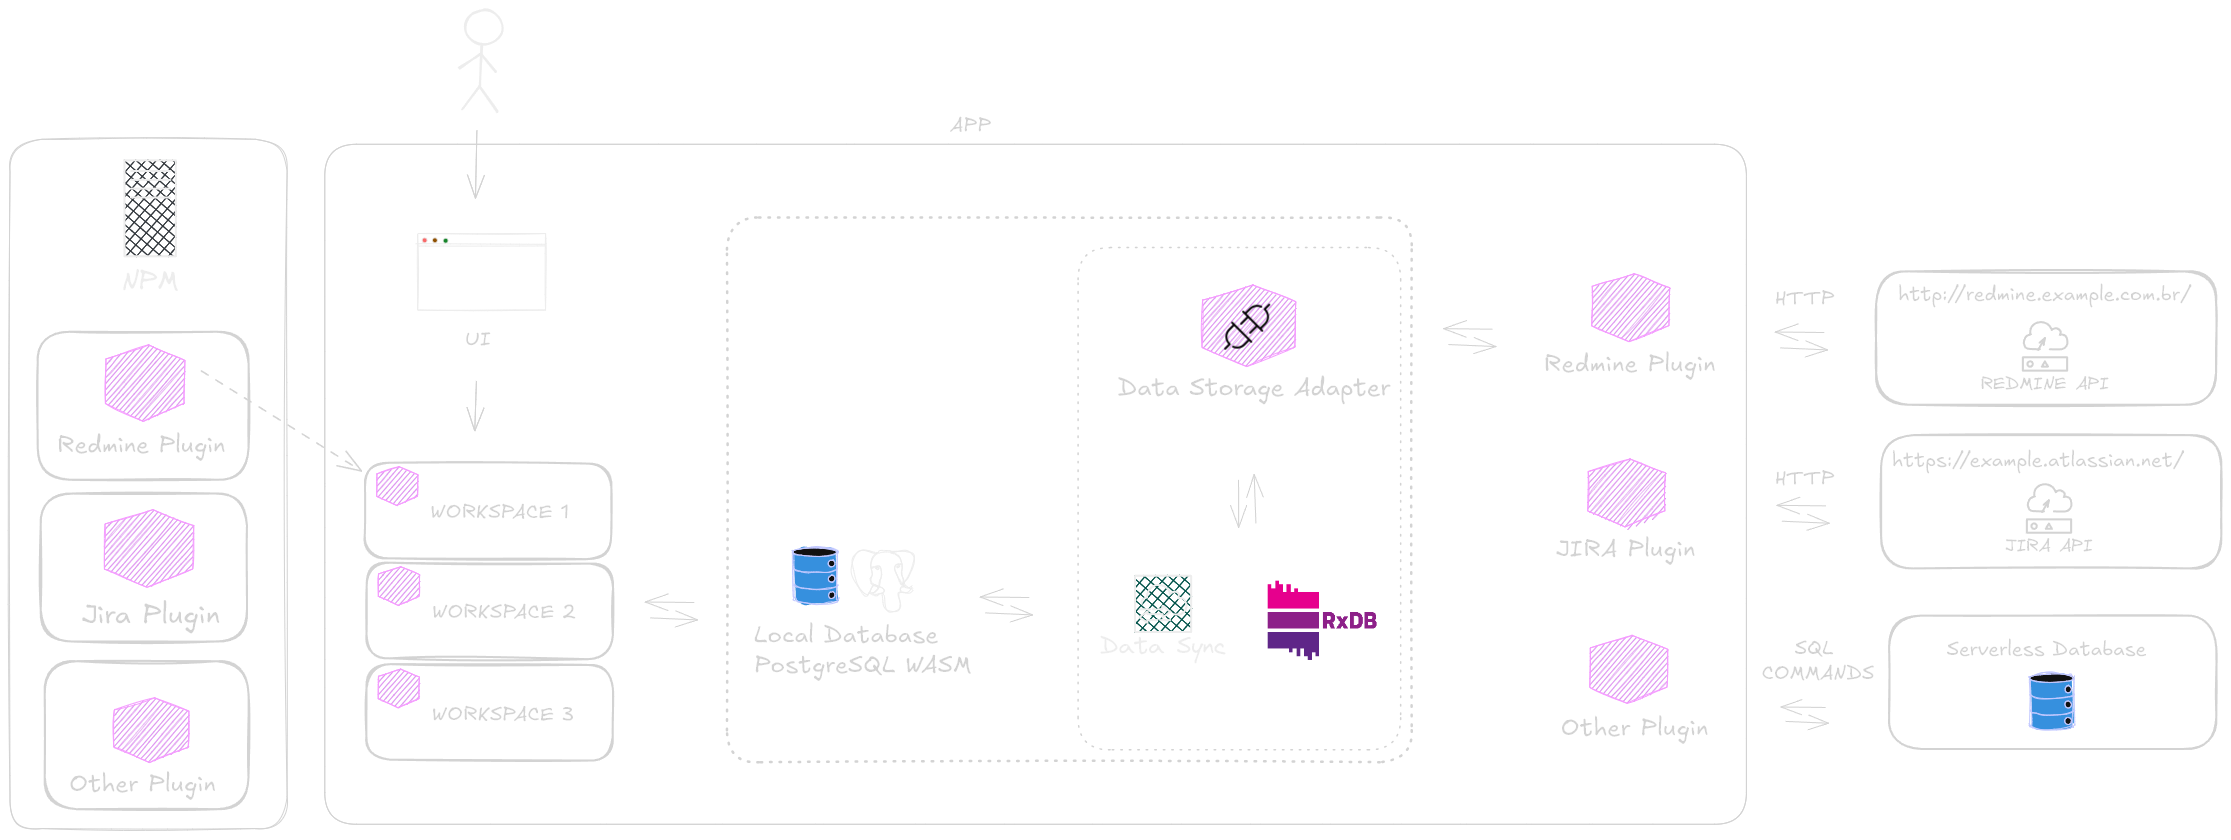 APP
NPM
Redmine Plugin
Jira Plugin
Other Plugin
UI
WORKSPACE 1
WORKSPACE 2
WORKSPACE 3
Local Database
PostgreSQL WASM
Data Storage Adapter
Data Sync
RxDB
Redmine Plugin
JIRA Plugin
Other Plugin
HTTP
HTTP
SQL
COMMANDS
http://redmine.example.com.br/
REDMINE API
https://example.atlassian.net/
JIRA API
Serverless Database